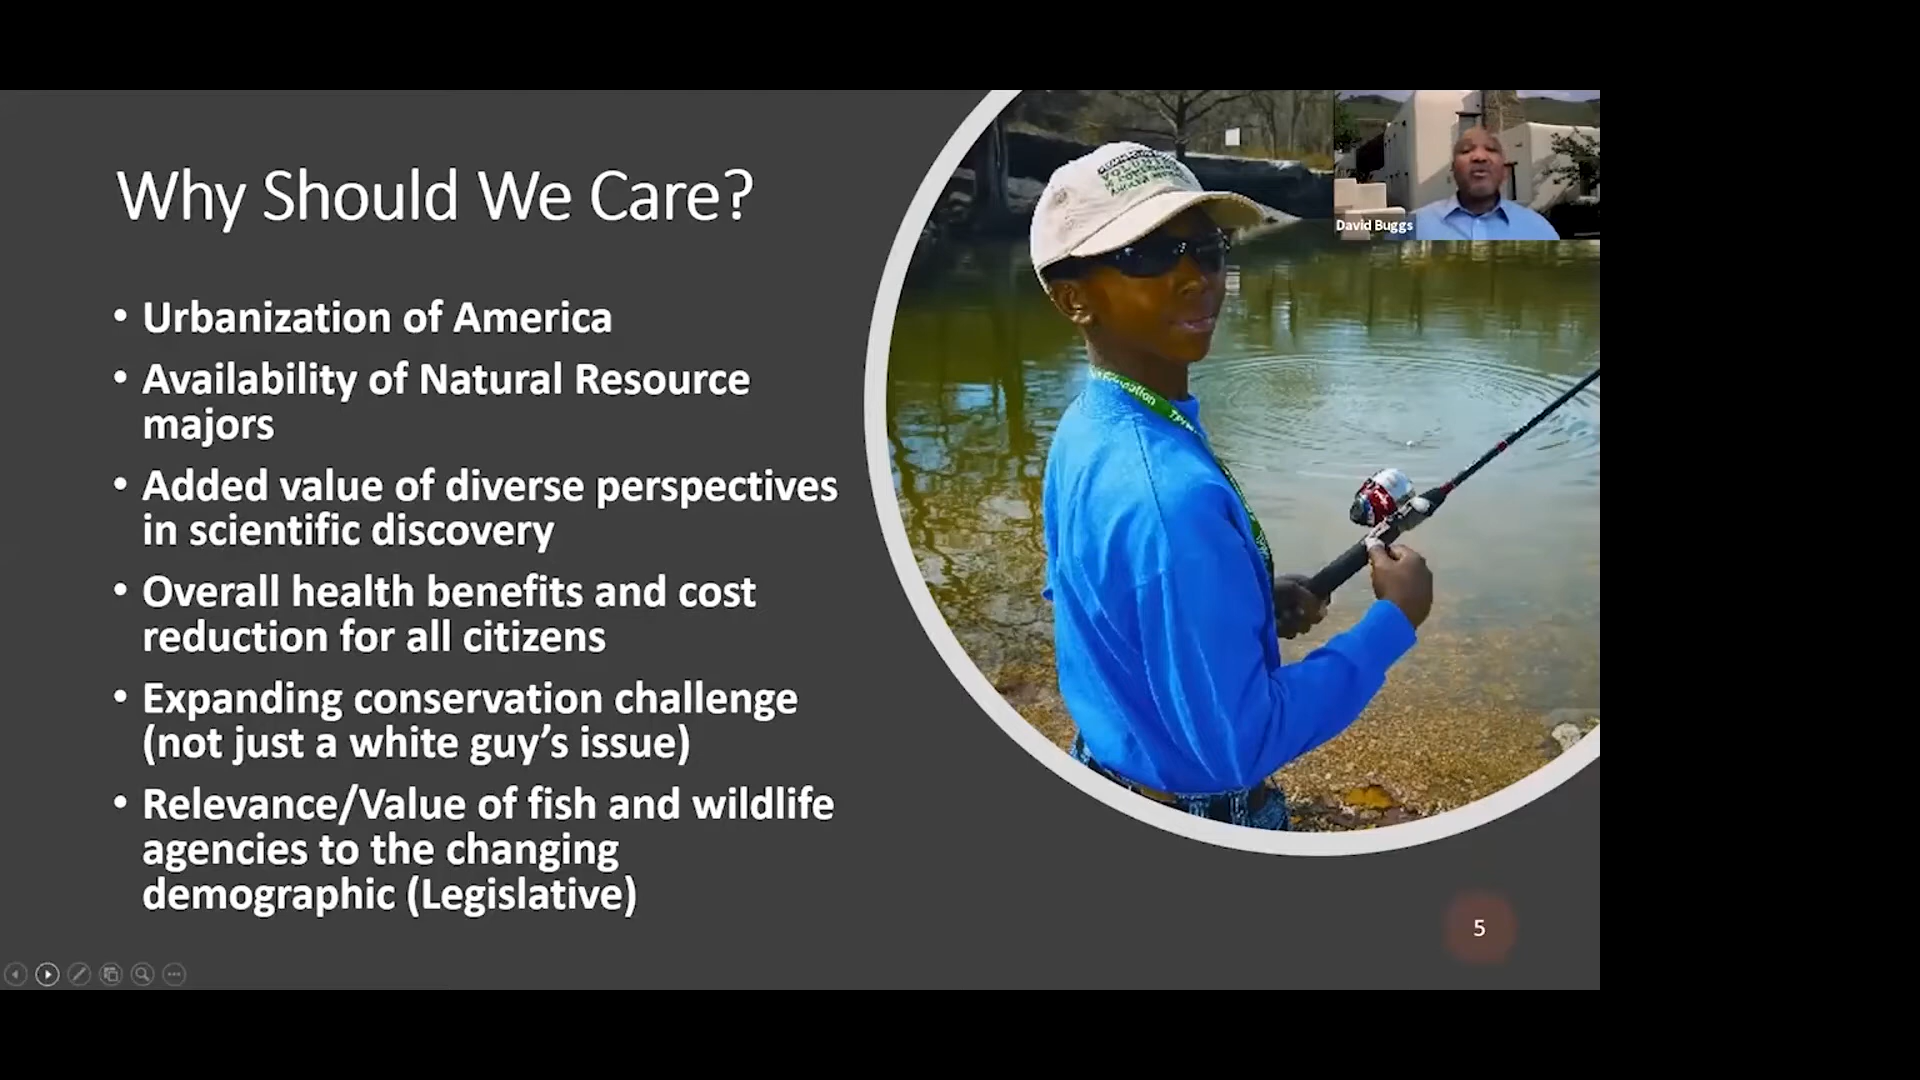 Why Should We Care?
• Urbanization of America
• Availability of Natural Resource
majors
• Added value of diverse perspectives
in scientific discovery
• Overall health benefits and cost
reduction for all citizens
• Expanding conservation challenge
(not just a white guy’s issue)
• Relevance/Value of fish and wildlife
agencies to the changing
demographic (Legislative)
David Buggs
5